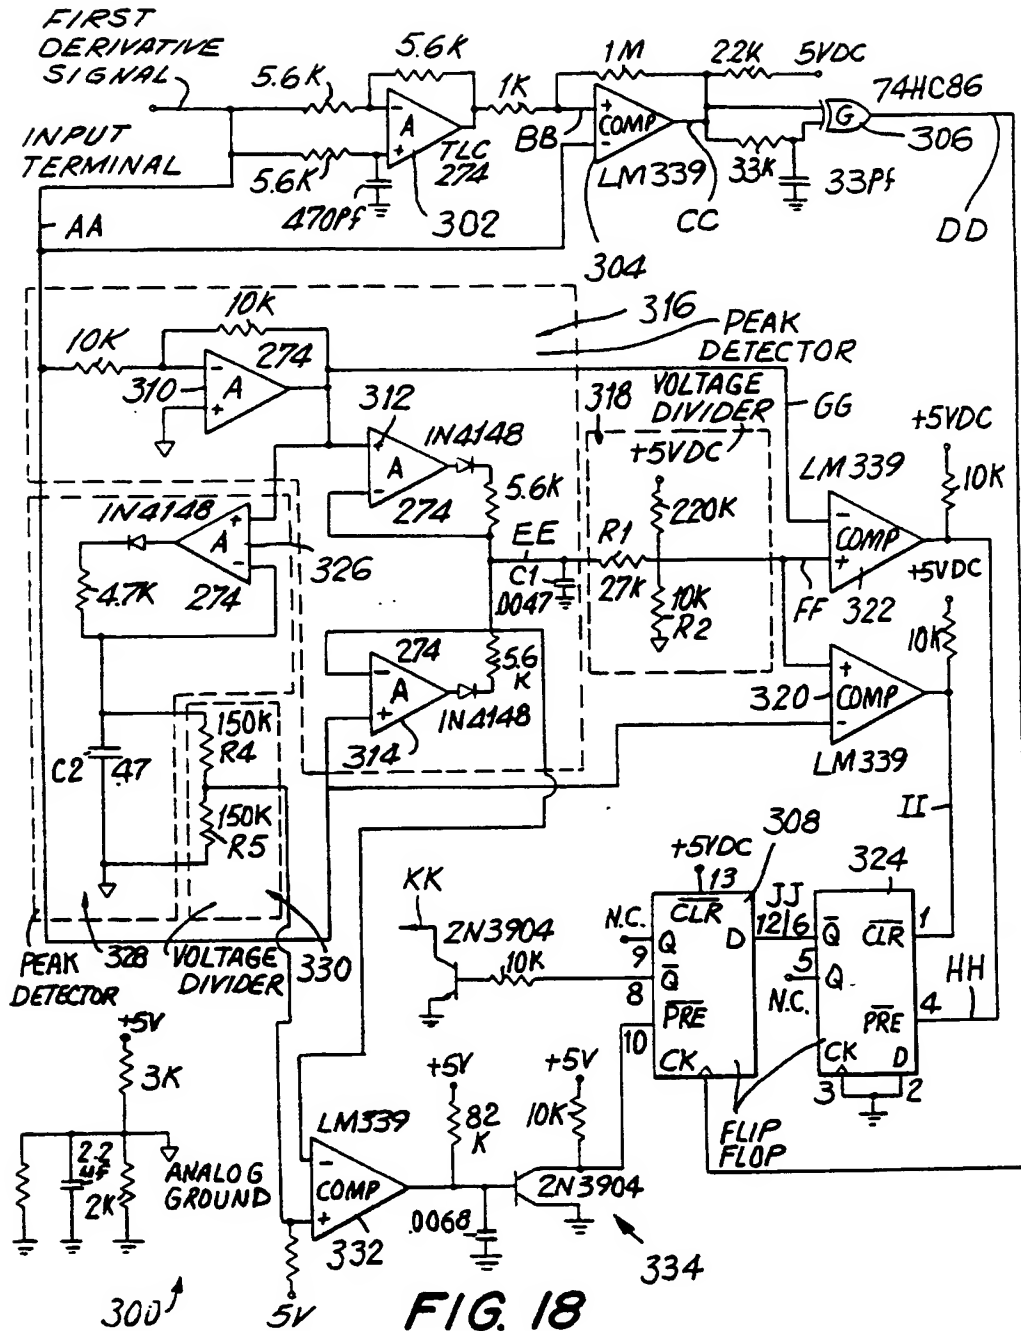 FIRST
DERIVATIVE
SIGNAL
INPUT
TERMINAL
AA
5.6K
5.6K
5.6K
470Pf
-
A
+
TLC
274
302
1K
BB
1M
+
COMP
-
LM339
304
CC
22K
5VDC
33K
33Pf
74HC86
G
306
DD
10K
10K
-
A
+
274
310
316
PEAK
DETECTOR
312
+
A
-
274
1N4148
5.6K
EE
C1
.0047
318
VOLTAGE
DIVIDER
+5VDC
220K
R1
27K
10K
R2
GG
LM339
-
COMP
+
FF
322
+5VDC
10K
+5VDC
10K
1N4148
+
A
-
274
326
4.7K
274
A
-
+
314
5.6
K
1N4148
+
COMP
-
320
LM339
C2
.47
150K
R4
150K
R5
PEAK
DETECTOR
328
VOLTAGE
DIVIDER
330
II
HH
KK
2N3904
10K
308
+5VDC
13
CLR
N.C.
9
Q
D
12
8
Q
PRE
10
CK
JJ
324
6
Q
CLR
1
5
N.C.
Q
PRE
4
CK
D
3
2
FLIP
FLOP
+5V
3K
2.2
uf
2K
ANALOG
GROUND
LM339
-
COMP
+
332
5V
+5V
82
K
.0068
+5V
10K
2N3904
334
300
FIG. 18